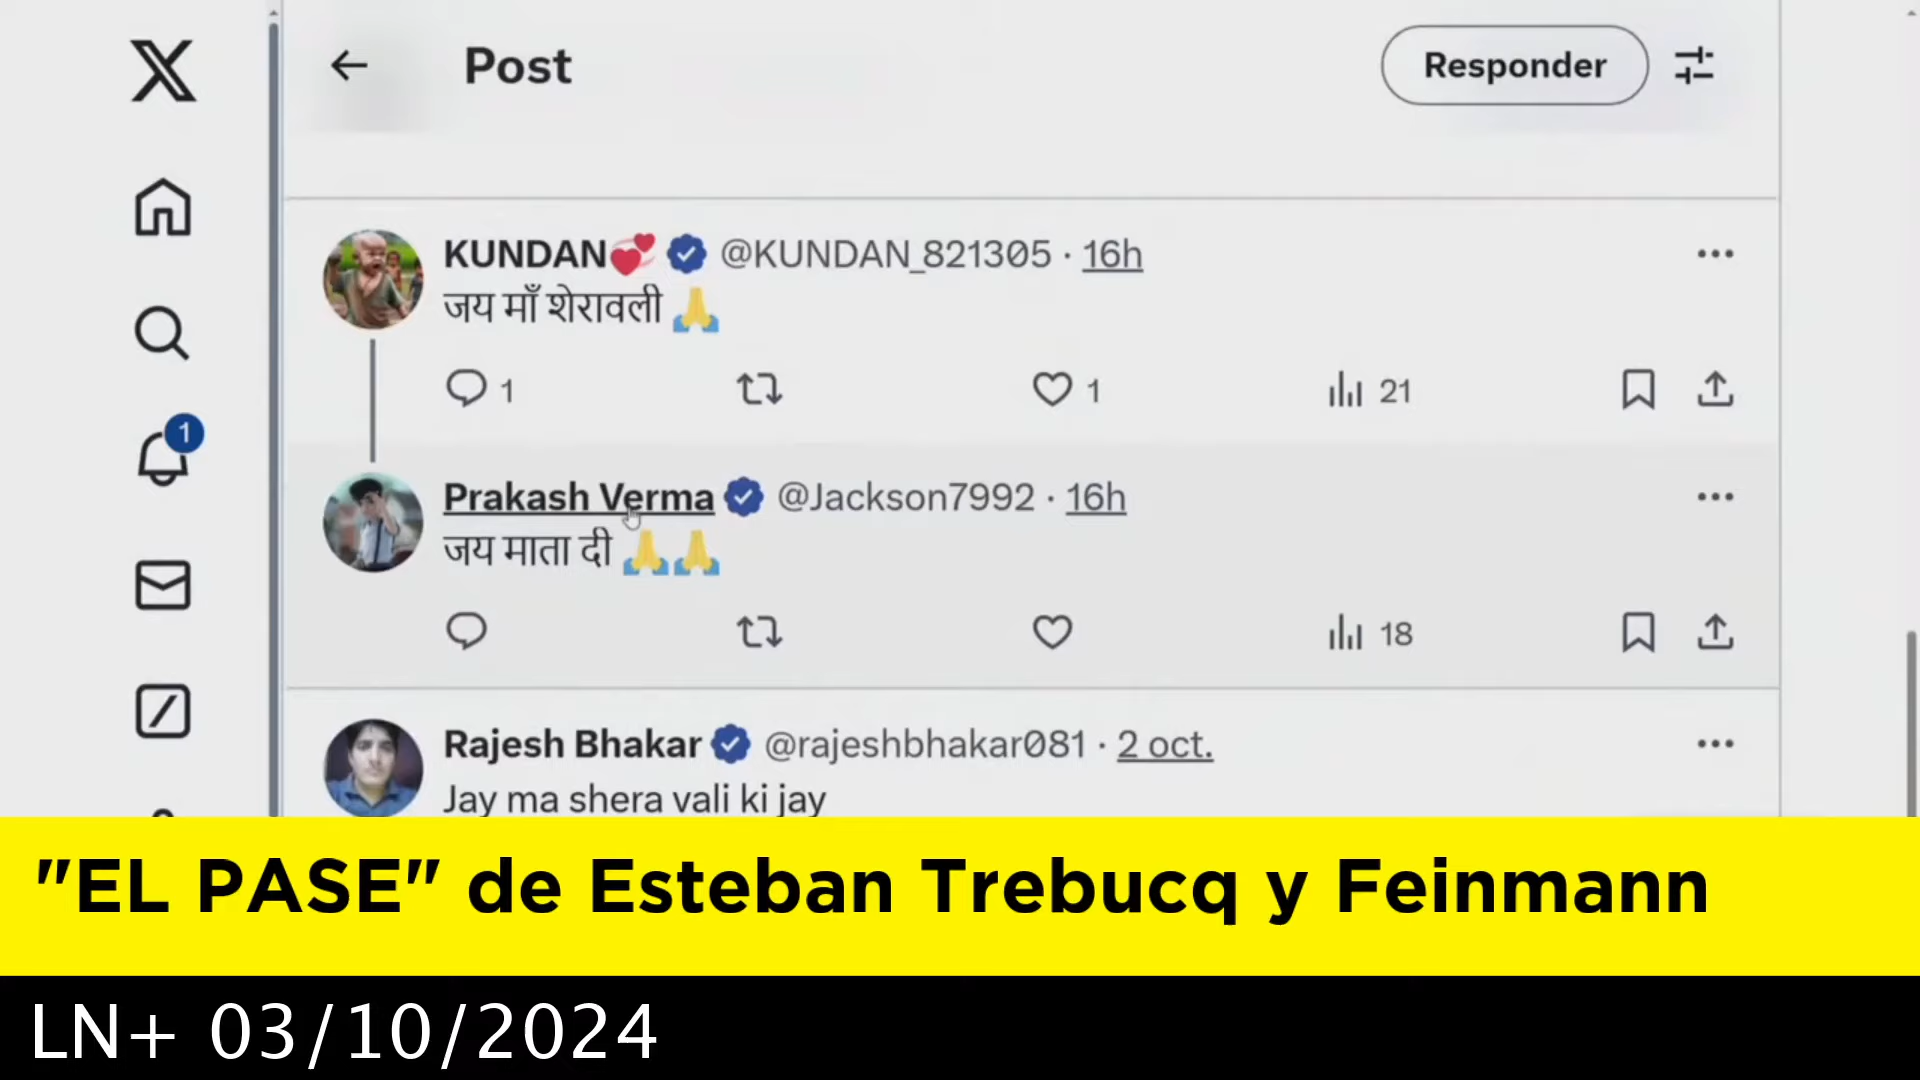 Post
Responder
KUNDAN💞 @KUNDAN_821305 · 16h
जय माँ शेरावली 🙏
1
1
21
1
Prakash Verma @Jackson7992 · 16h
जय माता दी 🙏🙏
18
Rajesh Bhakar @rajeshbhakar081 · 2 oct.
Jay ma shera vali ki jay
"EL PASE" de Esteban Trebucq y Feinmann
LN+ 03/10/2024